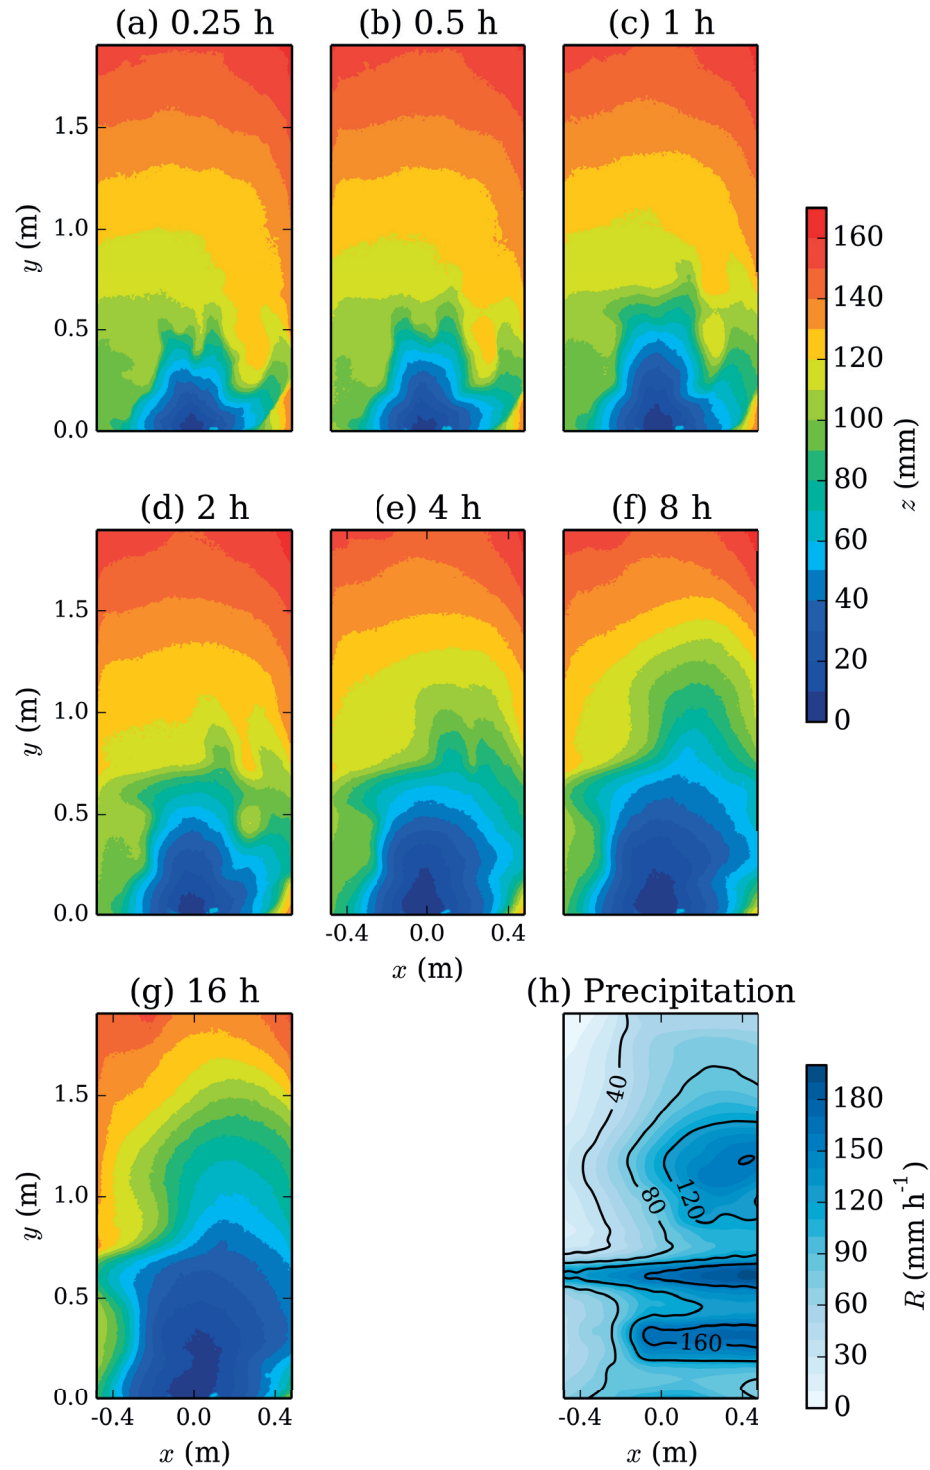 (a) 0.25 h (b) 0.5 h (c) 1 h
1.5
1.0
0.5
0.0
y (m)
160
140
120
100
80
60
40
20
0
z (mm)
(d) 2 h (e) 4 h (f) 8 h
1.5
1.0
0.5
0.0
y (m)
-0.4 0.0 0.4
x (m)
(g) 16 h (h) Precipitation
1.5
1.0
0.5
0.0
y (m)
-0.4 0.0 0.4
x (m)
40
80
120
160
-0.4 0.0 0.4
x (m)
180
150
120
90
60
30
0
R (mm h⁻¹)